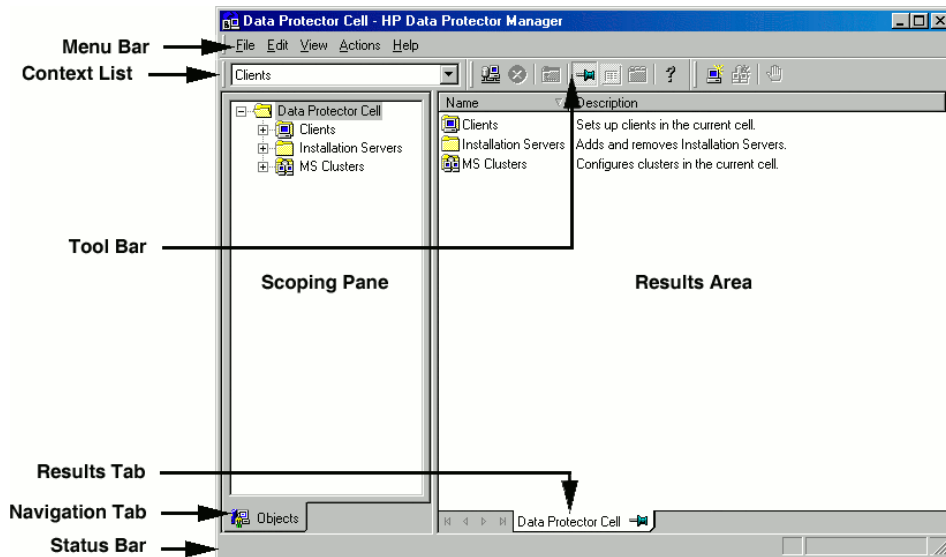 Data Protector Cell - HP Data Protector Manager
Menu Bar
File Edit View Actions Help
Context List
Clients
Name Description
Data Protector Cell
Clients
Installation Servers
MS Clusters
Clients Sets up clients in the current cell.
Installation Servers Adds and removes Installation Servers.
MS Clusters Configures clusters in the current cell.
Tool Bar
Scoping Pane
Results Area
Results Tab
Navigation Tab
Objects
Data Protector Cell
Status Bar